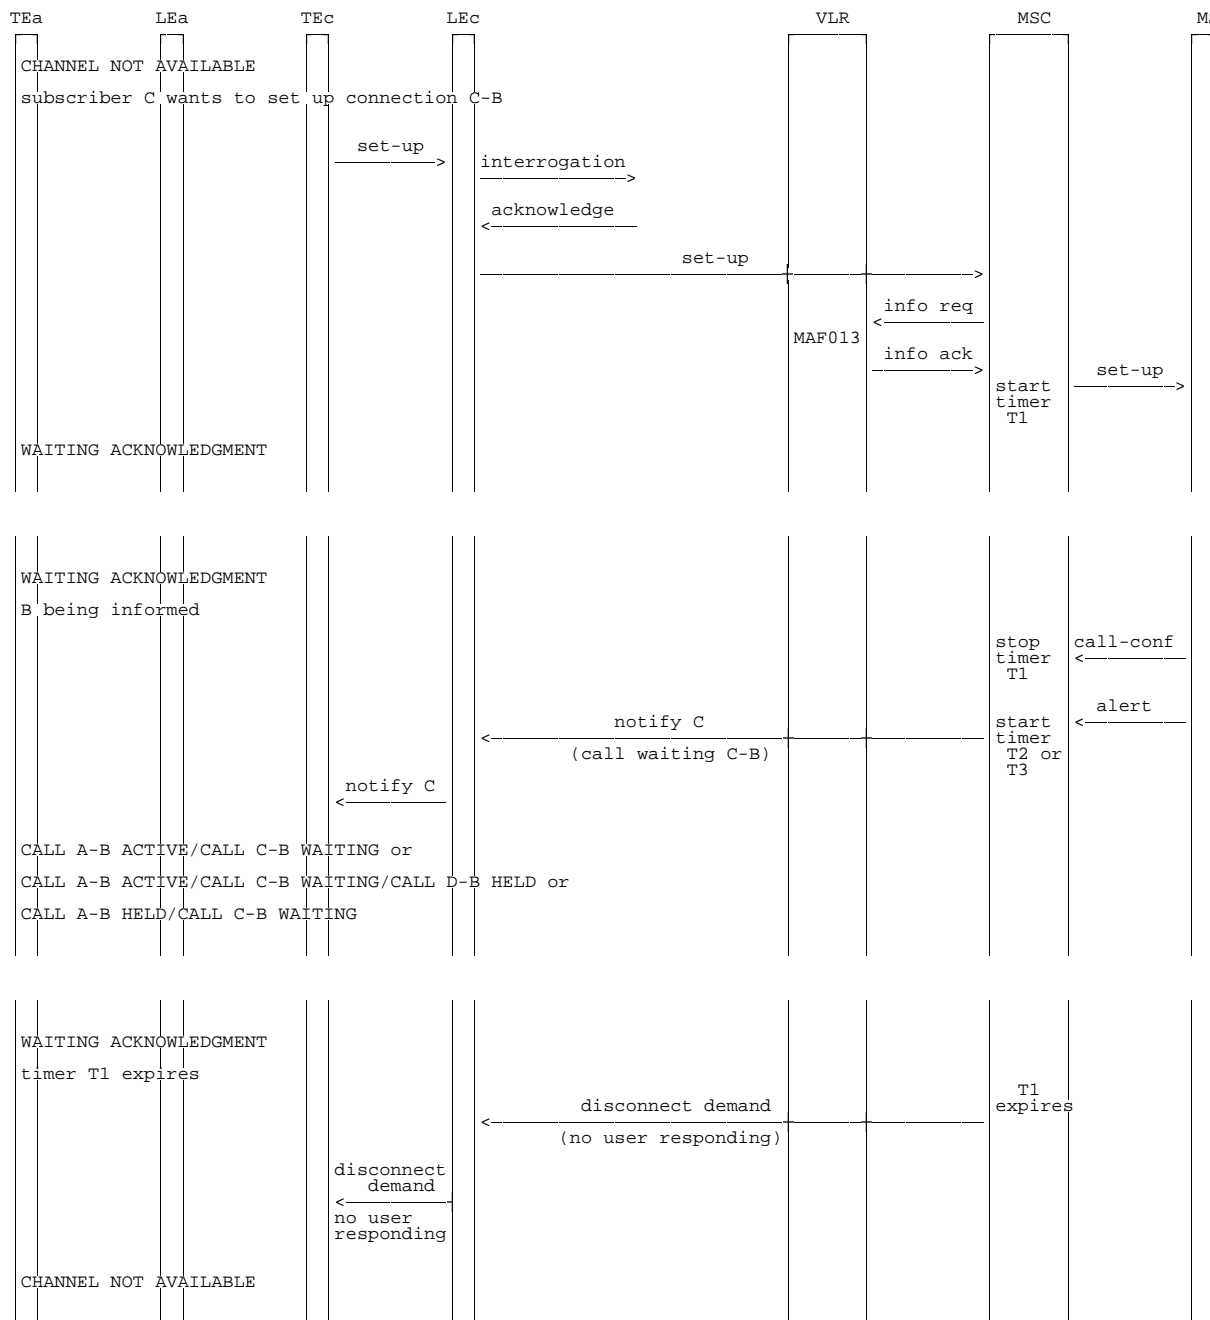 TEa LEa TEc LEc VLR MSC
CHANNEL NOT AVAILABLE
subscriber C wants to set up connection C-B
set-up
interrogation
acknowledge
set-up
info req
MAF013
info ack
set-up
start
timer
T1
WAITING ACKNOWLEDGMENT
WAITING ACKNOWLEDGMENT
B being informed
stop
timer
T1
call-conf
alert
notify C
(call waiting C-B)
start
timer
T2 or
T3
notify C
CALL A-B ACTIVE/CALL C-B WAITING or
CALL A-B ACTIVE/CALL C-B WAITING/CALL D-B HELD or
CALL A-B HELD/CALL C-B WAITING
WAITING ACKNOWLEDGMENT
timer T1 expires
T1
expires
disconnect demand
(no user responding)
disconnect
demand
no user
responding
CHANNEL NOT AVAILABLE